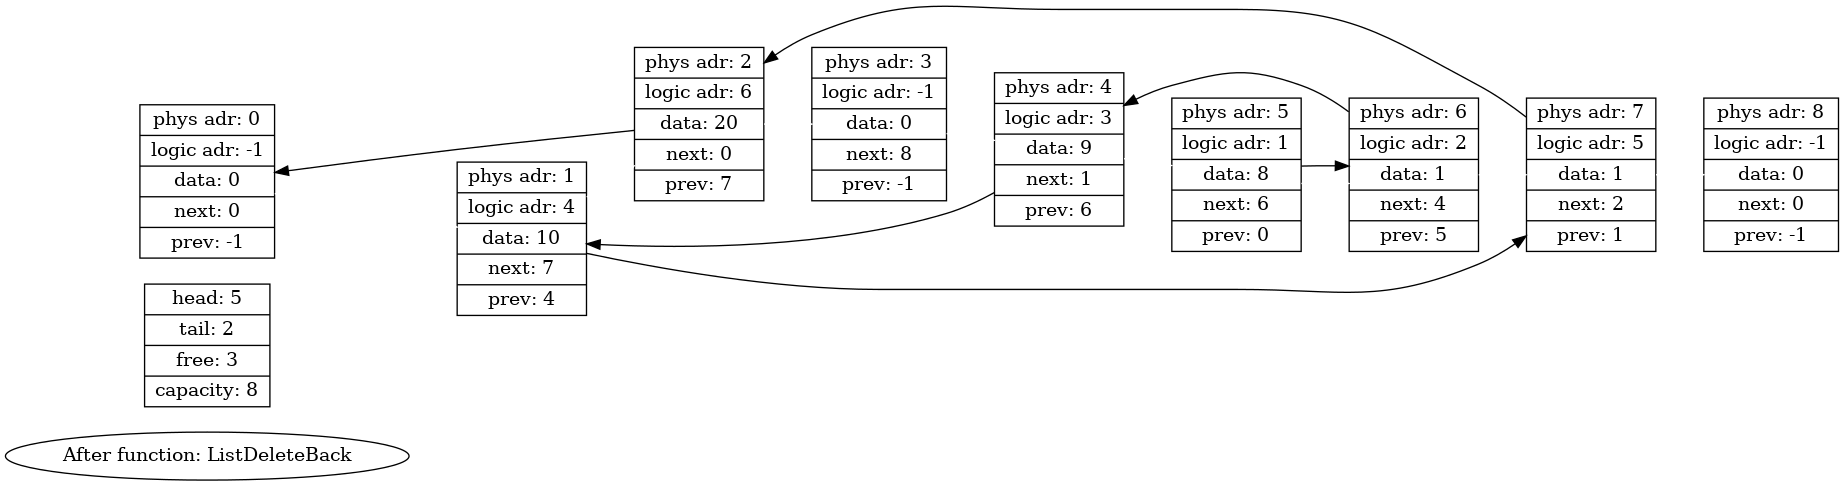 phys adr: 0
logic adr: -1
data: 0
next: 0
prev: -1
head: 5
tail: 2
free: 3
capacity: 8
After function: ListDeleteBack
phys adr: 1
logic adr: 4
data: 10
next: 7
prev: 4
phys adr: 2
logic adr: 6
data: 20
next: 0
prev: 7
phys adr: 3
logic adr: -1
data: 0
next: 8
prev: -1
phys adr: 4
logic adr: 3
data: 9
next: 1
prev: 6
phys adr: 5
logic adr: 1
data: 8
next: 6
prev: 0
phys adr: 6
logic adr: 2
data: 1
next: 4
prev: 5
phys adr: 7
logic adr: 5
data: 1
next: 2
prev: 1
phys adr: 8
logic adr: -1
data: 0
next: 0
prev: -1